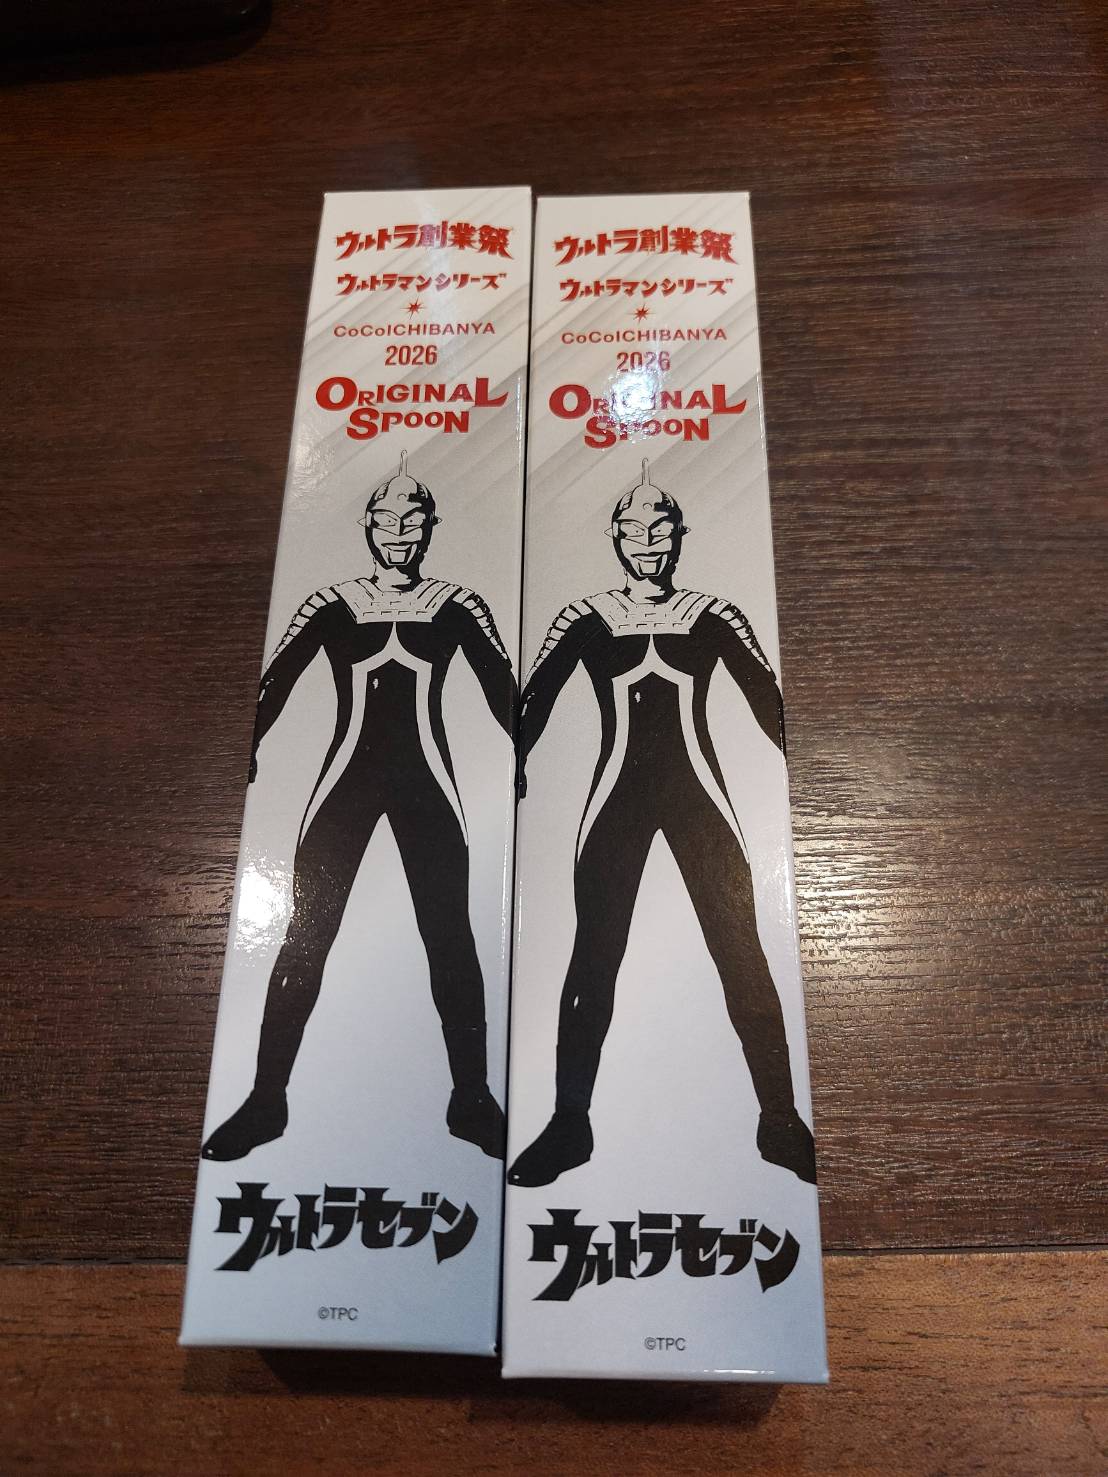 ウルトラ創業祭
ウルトラマンシリーズ
CoCoICHIBANYA
2026
ORIGINAL
SPOON
ウルトラセブン
©TPC
ウルトラ創業祭
ウルトラマンシリーズ
CoCoICHIBANYA
2026
ORIGINAL
SPOON
ウルトラセブン
©TPC